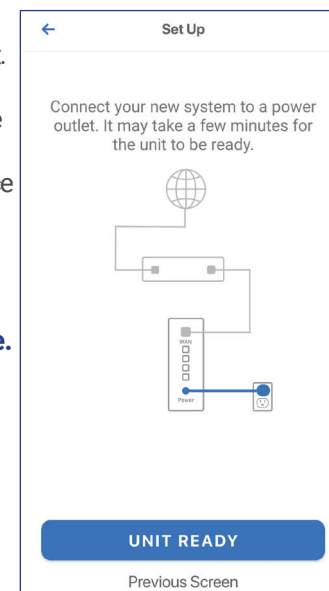 Set Up
Connect your new system to a power
outlet. It may take a few minutes for
the unit to be ready.
WAN
Power
UNIT READY
Previous Screen